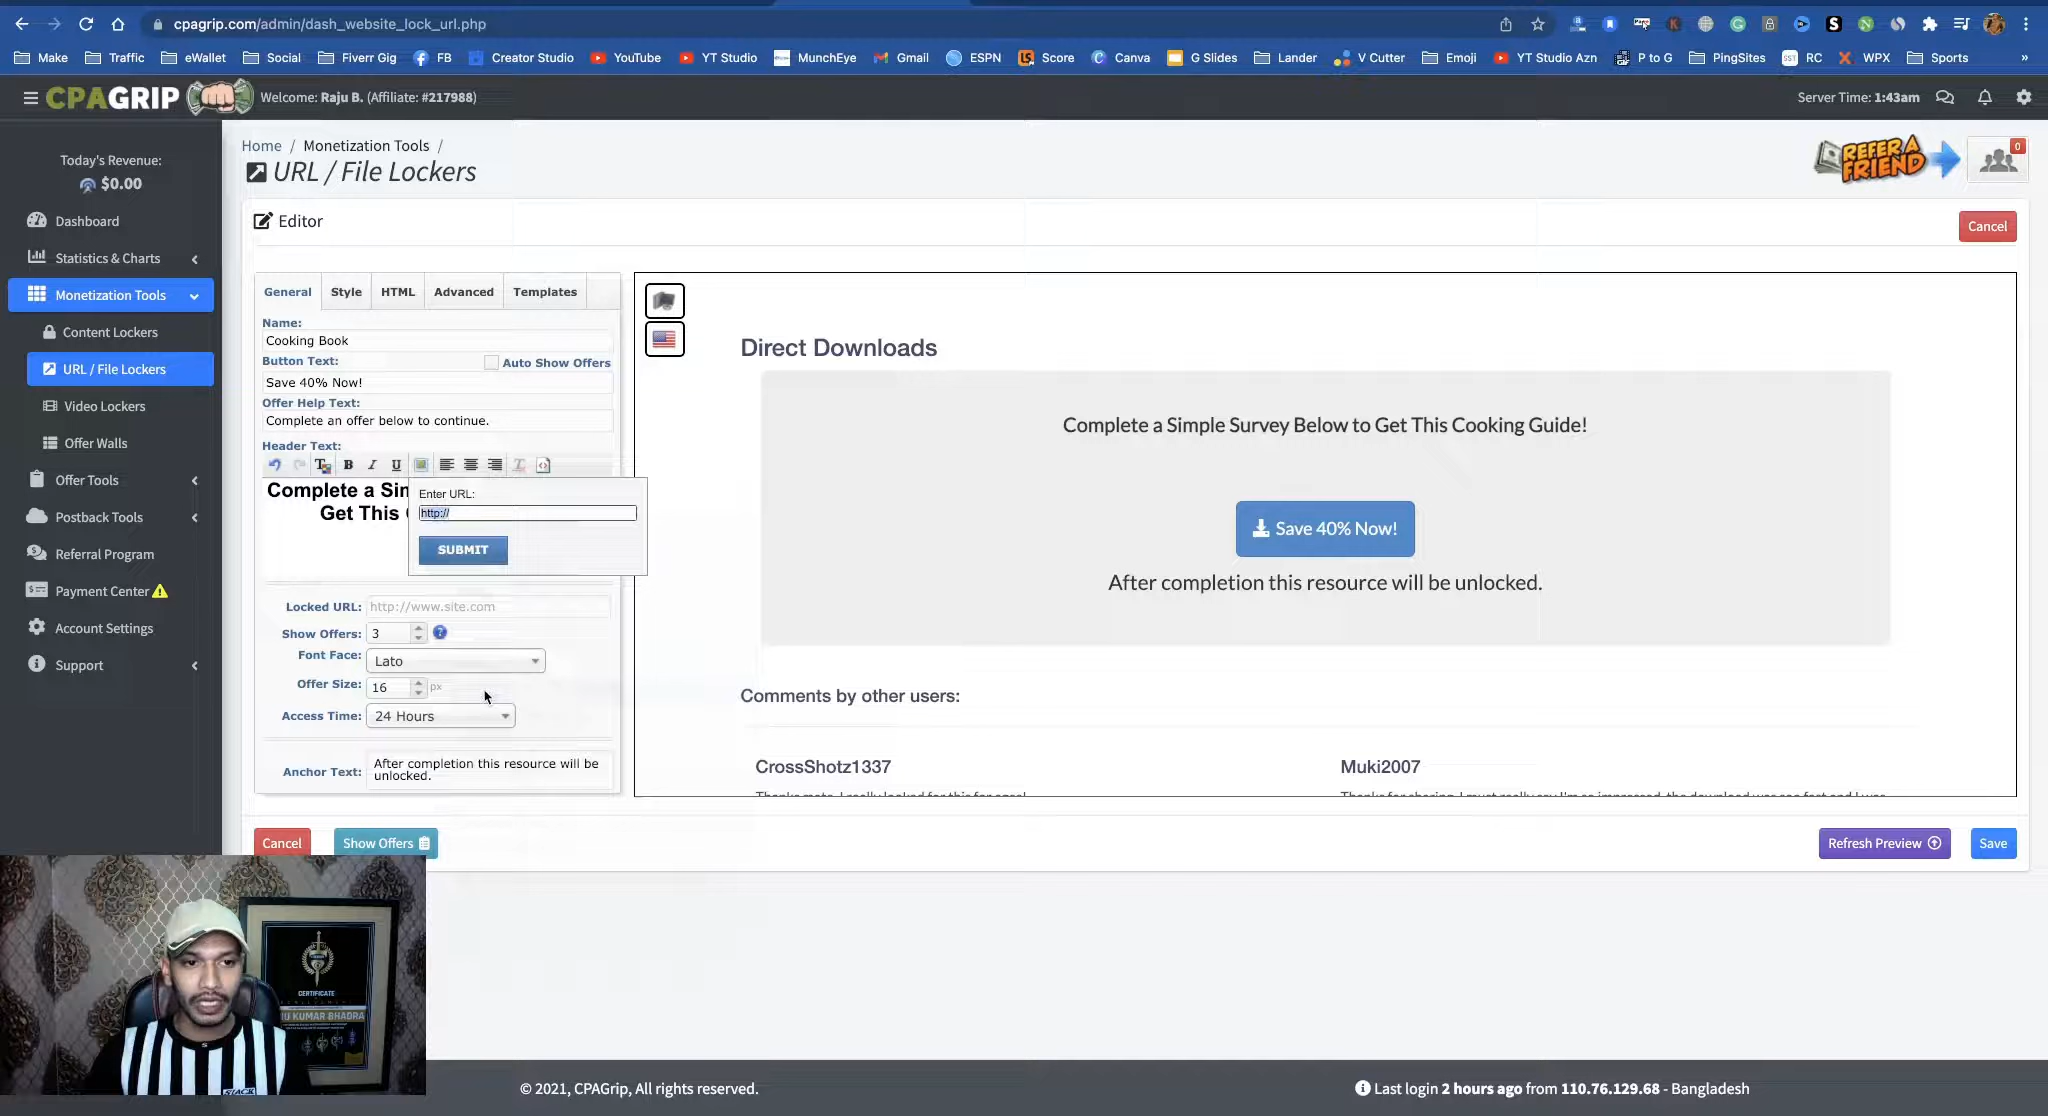 cpagrip.com/admin/dash_website_lock_url.php
Make Traffic eWallet Social Fiverr Gig FB Creator Studio YouTube YT Studio MunchEye Gmail ESPN Score Canva G Slides Lander V Cutter Emoji YT Studio Azn P to G PingSites RC WPX Sports »
CPAGRIP Welcome: Raju B. (Affiliate: #217988) Server Time: 1:43am
Today's Revenue:
$0.00
Dashboard
Statistics & Charts
Monetization Tools
Content Lockers
URL / File Lockers
Video Lockers
Offer Walls
Offer Tools
Postback Tools
Referral Program
Payment Center
Account Settings
Support
Home / Monetization Tools /
URL / File Lockers
REFER A
FRIEND
0
Editor
Cancel
General Style HTML Advanced Templates
Name:
Cooking Book
Button Text: Auto Show Offers
Save 40% Now!
Offer Help Text:
Complete an offer below to continue.
Header Text:
B I U
Complete a Sim
Get This
Enter URL:
http://
SUBMIT
Locked URL: http://www.site.com
Show Offers: 3
Font Face: Lato
Offer Size: 16 px
Access Time: 24 Hours
Anchor Text: After completion this resource will be
unlocked.
Direct Downloads
Complete a Simple Survey Below to Get This Cooking Guide!
Save 40% Now!
After completion this resource will be unlocked.
Comments by other users:
CrossShotz1337 Muki2007
Cancel Show Offers Refresh Preview Save
CERTIFICATE
U KUMAR BHADRA
© 2021, CPAGrip, All rights reserved. Last login 2 hours ago from 110.76.129.68 - Bangladesh